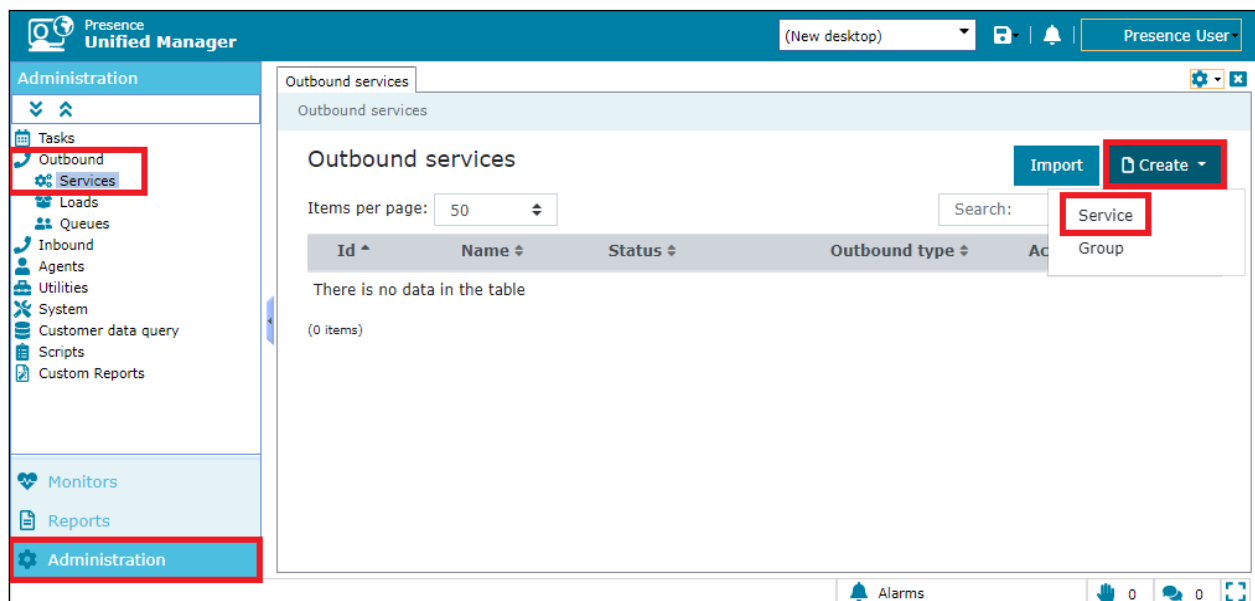 Presence
Unified Manager
(New desktop)
Presence User
Administration
Outbound services
Outbound services
Tasks
Outbound
Services
Loads
Queues
Inbound
Agents
Utilities
System
Customer data query
Scripts
Custom Reports
Outbound services
Import
Create
Service
Group
Items per page: 50
Search:
Id Name Status Outbound type
There is no data in the table
(0 items)
Monitors
Reports
Administration
Alarms
0 0